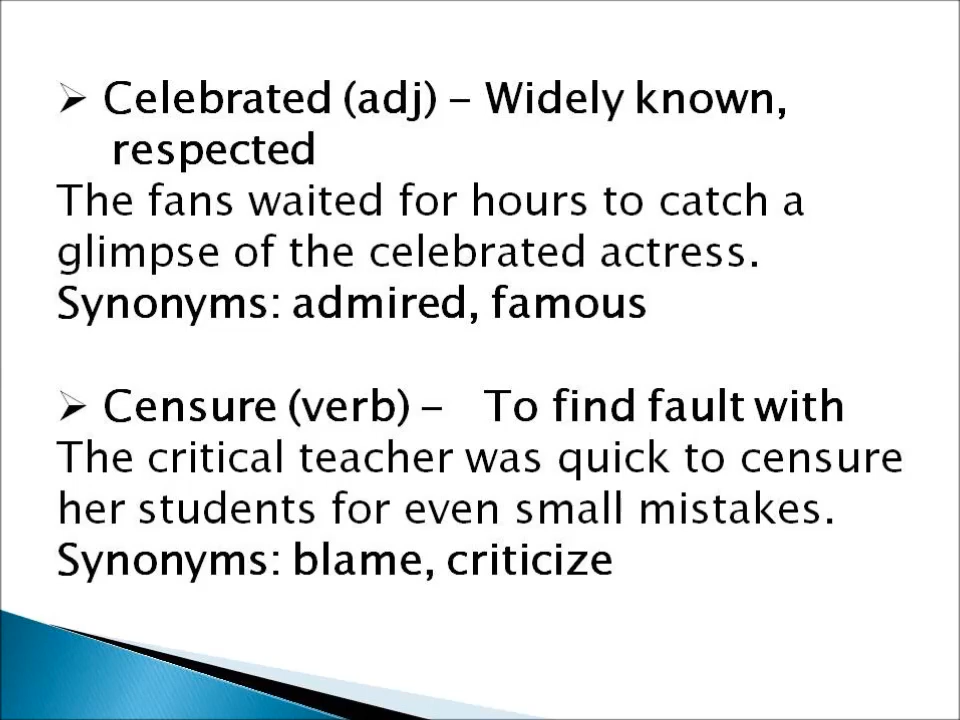 ➢ Celebrated (adj) – Widely known,
respected
The fans waited for hours to catch a
glimpse of the celebrated actress.
Synonyms: admired, famous
➢ Censure (verb) – To find fault with
The critical teacher was quick to censure
her students for even small mistakes.
Synonyms: blame, criticize